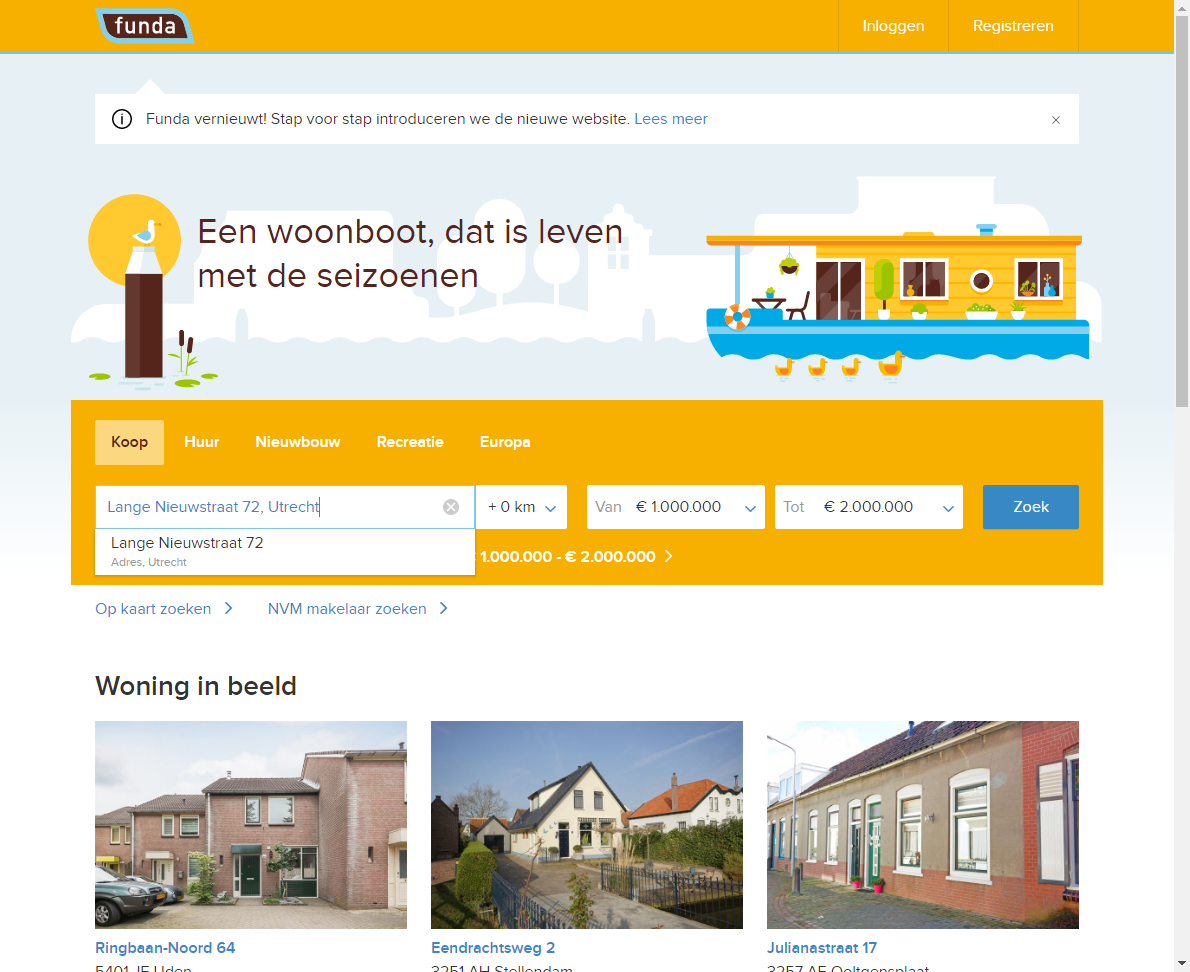 funda
Inloggen
Registreren
Funda vernieuwt! Stap voor stap introduceren we de nieuwe website. Lees meer
Een woonboot, dat is leven
met de seizoenen
Koop
Huur
Nieuwbouw
Recreatie
Europa
Lange Nieuwstraat 72, Utrecht
+ 0 km
Van € 1.000.000
Tot € 2.000.000
Zoek
Lange Nieuwstraat 72
Adres, Utrecht
1.000.000 - € 2.000.000
Op kaart zoeken
NVM makelaar zoeken
Woning in beeld
Ringbaan-Noord 64
Eendrachtsweg 2
Julianastraat 17
5401 JE Uden
3251 AH Stellendam
3257 AE Ooltgensplaat